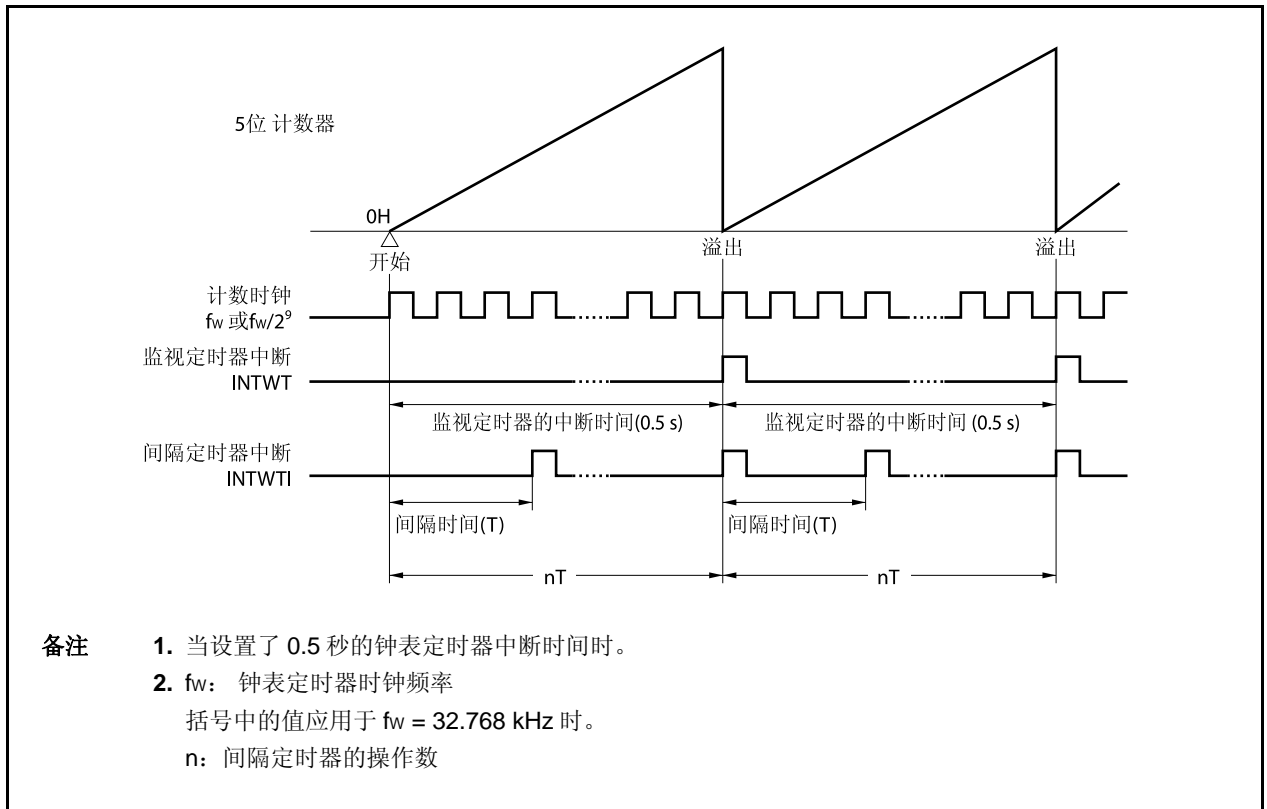 5位 计数器
0H
开始
溢出
溢出
计数时钟
fw 或fw/2⁹
监视定时器中断
INTWT
监视定时器的中断时间(0.5 s)
监视定时器的中断时间 (0.5 s)
间隔定时器中断
INTWTI
间隔时间(T)
间隔时间(T)
nT
nT
备注 1. 当设置了 0.5 秒的钟表定时器中断时间时。
2. fw： 钟表定时器时钟频率
括号中的值应用于 fw = 32.768 kHz 时。
n：间隔定时器的操作数